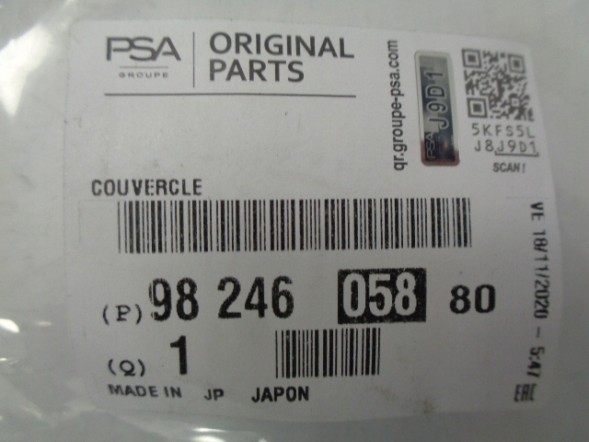 PSA
GROUPE
ORIGINAL
PARTS
qr.groupe-psa.com
PSA J9D1
5KFS5L
J8J9D1
SCAN!
COUVERCLE
(P) 98 246 058 80
(Q) 1
MADE IN JP JAPON
VE 18/11/2020 - 5:47
EAC